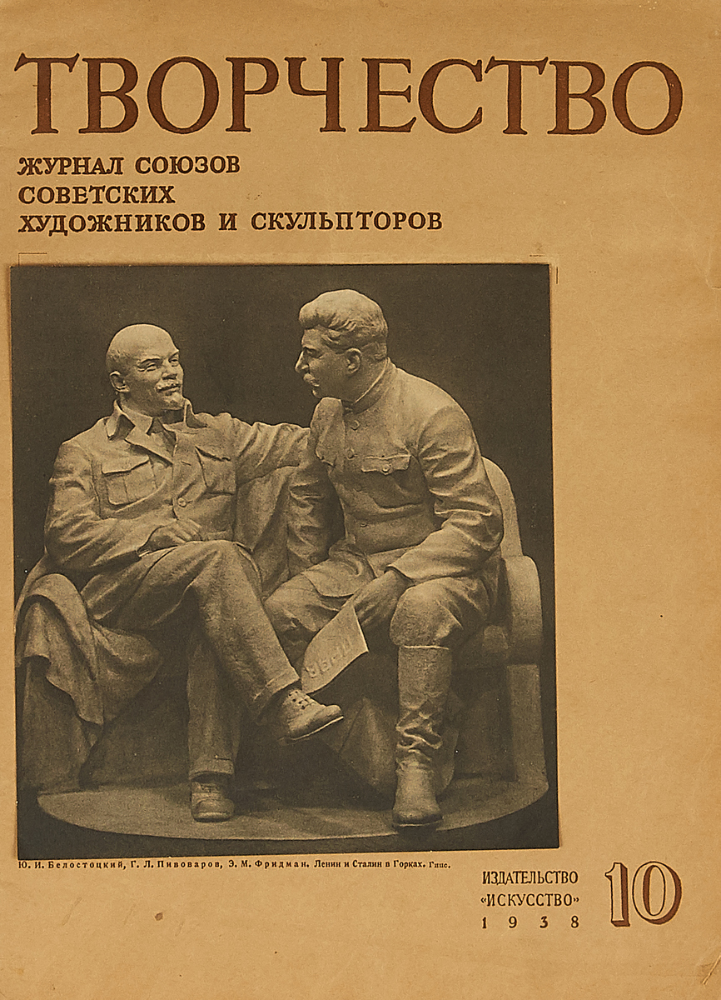 ТВОРЧЕСТВО
ЖУРНАЛ СОЮЗОВ
СОВЕТСКИХ
ХУДОЖНИКОВ И СКУЛЬПТОРОВ
Ю. И. Белостоцкий, Г. Л. Пивоваров, Э. М. Фридман. Ленин и Сталин в Горках. Гипс.
ИЗДАТЕЛЬСТВО
«ИСКУССТВО»
1938
10